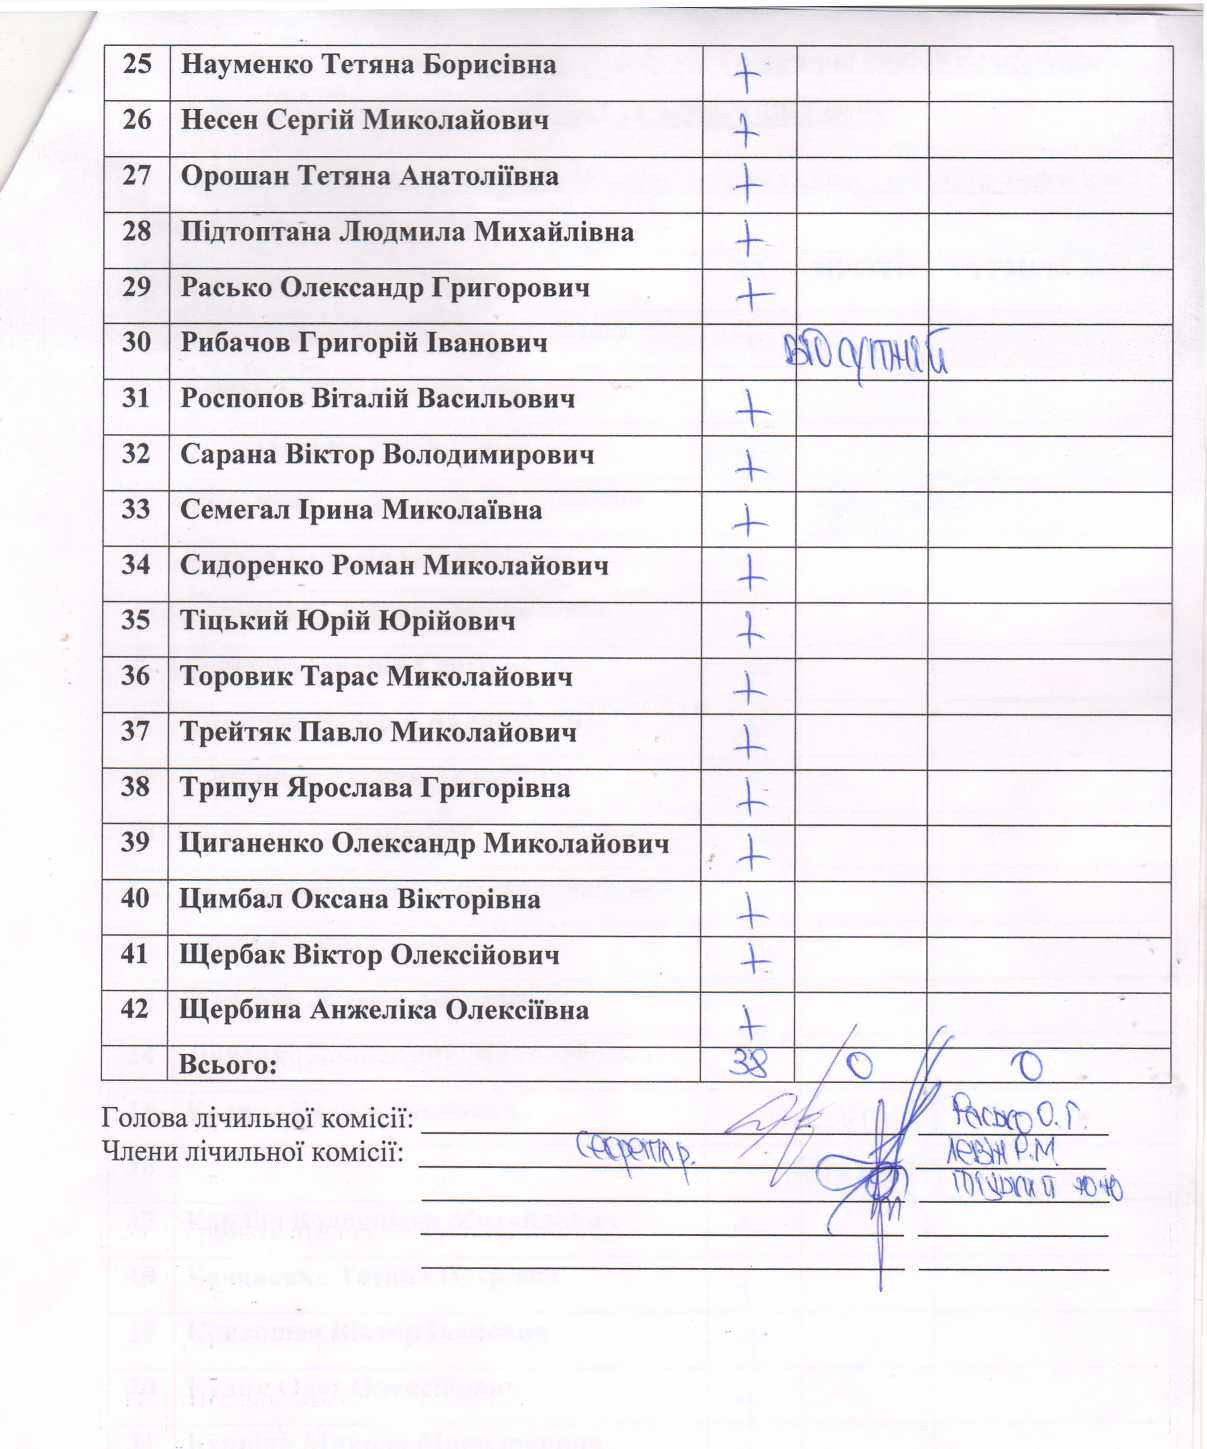 25 Науменко Тетяна Борисівна +
26 Несен Сергій Миколайович +
27 Орошан Тетяна Анатоліївна +
28 Підтоптана Людмила Михайлівна +
29 Расько Олександр Григорович +
30 Рибачов Григорій Іванович відсутній
31 Роспопов Віталій Васильович +
32 Сарана Віктор Володимирович +
33 Семегал Ірина Миколаївна +
34 Сидоренко Роман Миколайович +
35 Тіцький Юрій Юрійович +
36 Торовик Тарас Миколайович +
37 Трейтяк Павло Миколайович +
38 Трипун Ярослава Григорівна +
39 Циганенко Олександр Миколайович +
40 Цимбал Оксана Вікторівна +
41 Щербак Віктор Олексійович +
42 Щербина Анжеліка Олексіївна +
Всього: 38 0 0
Голова лічильної комісії: Расько О. Г.
Члени лічильної комісії: секретар. Р.М.
Тіцький Ю Ю